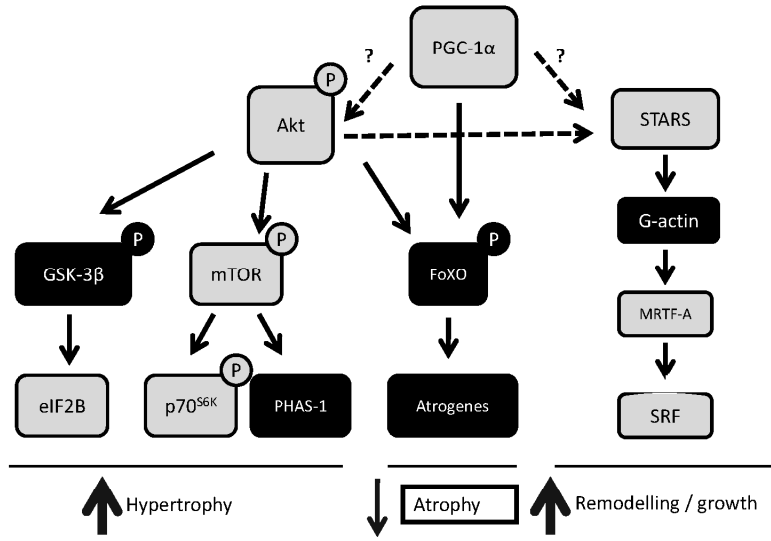 PGC-1α
?
?
P
Akt
STARS
G-actin
P
P
P
GSK-3β
mTOR
FoXO
MRTF-A
P
eIF2B
p70S6K
PHAS-1
Atrogenes
SRF
Hypertrophy
Atrophy
Remodelling / growth